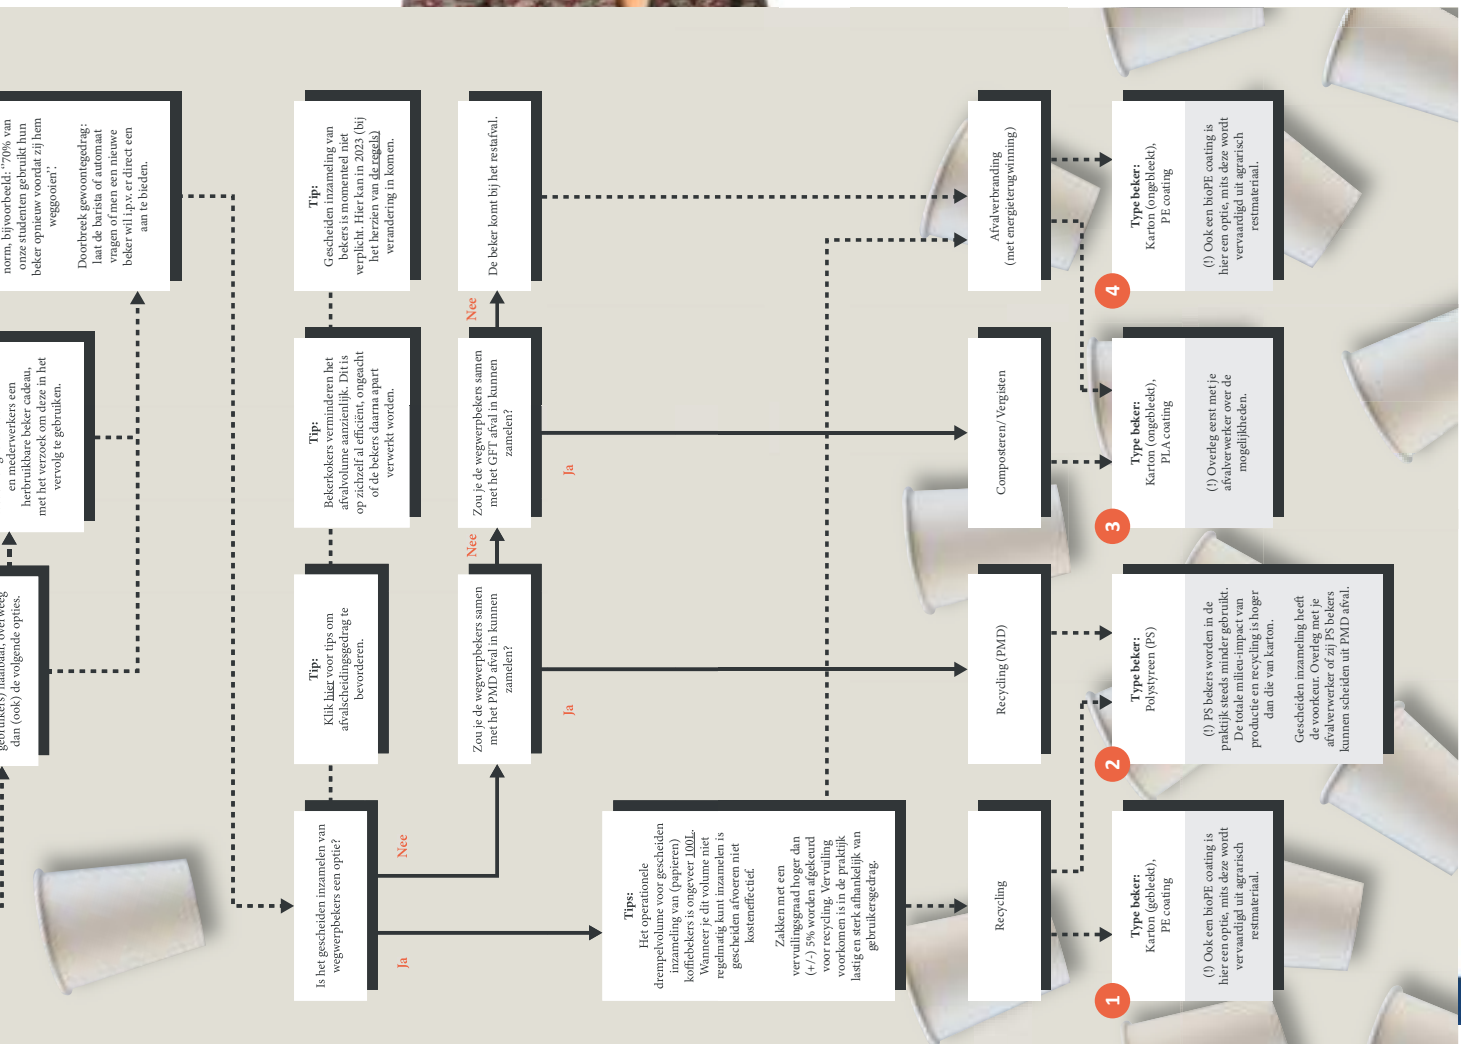 norm, bijvoorbeeld: “70% van
onze studenten gebruikt hun
beker opnieuw voordat zij hem
weggooien”.
Doorbreek gewoontegedrag:
laat de barista of automaat
vragen of men een nieuwe
beker wil i.p.v. er direct een
aan te bieden.
en mederwerkers een
herbruikbare beker cadeau,
met het verzoek om deze in het
vervolg te gebruiken.
haalbaar, overweeg
dan (ook) de volgende opties.
Is het gescheiden inzamelen van
wegwerpbekers een optie?
Tip:
Klik hier voor tips om
afvalscheidingsgedrag te
bevorderen.
Tip:
Bekerkokers verminderen het
afvalvolume aanzienlijk. Dit is
op zichzelf al efficiënt, ongeacht
of de bekers daarna apart
verwerkt worden.
Tip:
Gescheiden inzameling van
bekers is momenteel niet
verplicht. Hier kan in 2023 (bij
het herzien van de regels)
verandering in komen.
Ja
Nee
Zou je de wegwerpbekers samen
met het PMD afval in kunnen
zamelen?
Nee
Zou je de wegwerpbekers samen
met het GFT afval in kunnen
zamelen?
Nee
De beker komt bij het restafval.
Ja
Ja
Tips:
Het operationele
drempelvolume voor gescheiden
inzameling van (papieren)
koffiebekers is ongeveer 100L.
Wanneer je dit volume niet
regelmatig kunt inzamelen is
gescheiden afvoeren niet
kosteneffectief.
Zakken met een
vervuilingsgraad hoger dan
(+/-) 5% worden afgekeurd
voor recycling. Vervuiling
voorkomen is in de praktijk
lastig en sterk afhankelijk van
gebruikersgedrag.
Recycling
Recycling (PMD)
Composteren/Vergisten
Afvalverbranding
(met energieterugwinning)
1
Type beker:
Karton (gebleekt),
PE coating
(!) Ook een bioPE coating is
hier een optie, mits deze wordt
vervaardigd uit agrarisch
restmateriaal.
2
Type beker:
Polystyreen (PS)
(!) PS bekers worden in de
praktijk steeds minder gebruikt.
De totale milieu-impact van
productie en recycling is hoger
dan die van karton.
Gescheiden inzameling heeft
de voorkeur. Overleg met je
afvalverwerker of zij PS bekers
kunnen scheiden uit PMD afval.
3
Type beker:
Karton (ongebleekt),
PLA coating
(!) Overleg eerst met je
afvalverwerker over de
mogelijkheden.
4
Type beker:
Karton (ongebleekt),
PE coating
(!) Ook een bioPE coating is
hier een optie, mits deze wordt
vervaardigd uit agrarisch
restmateriaal.